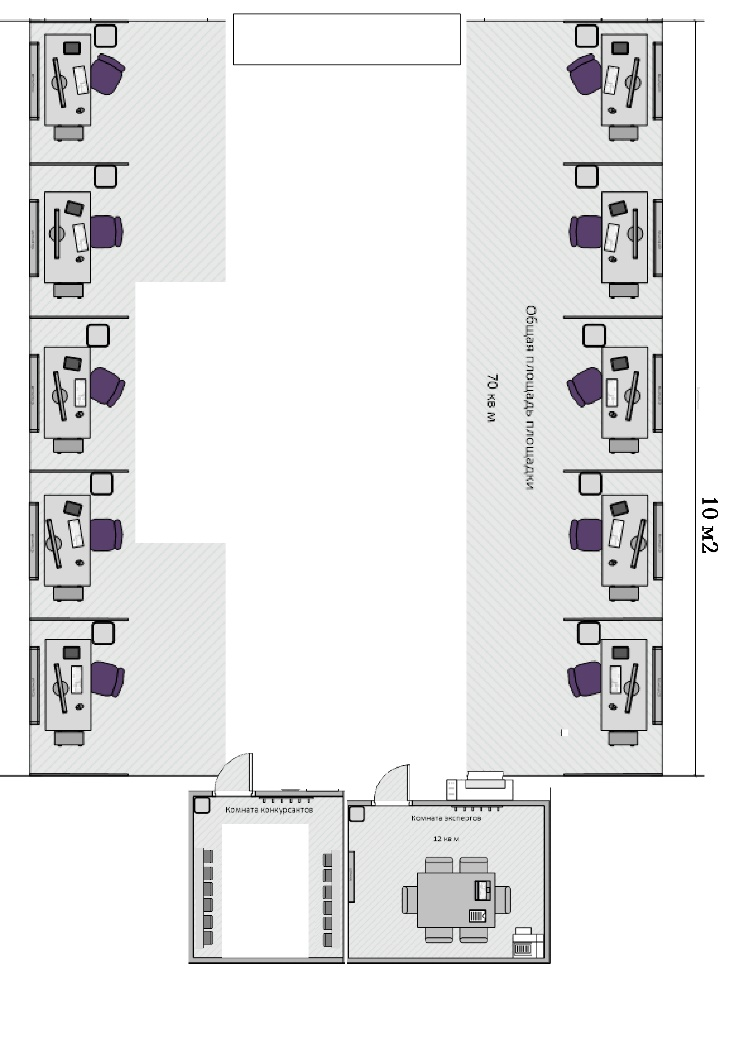 Общая площадь площадки
70 кв м
10 м2
Комната конкурсантов
Комната экспертов
12 кв м